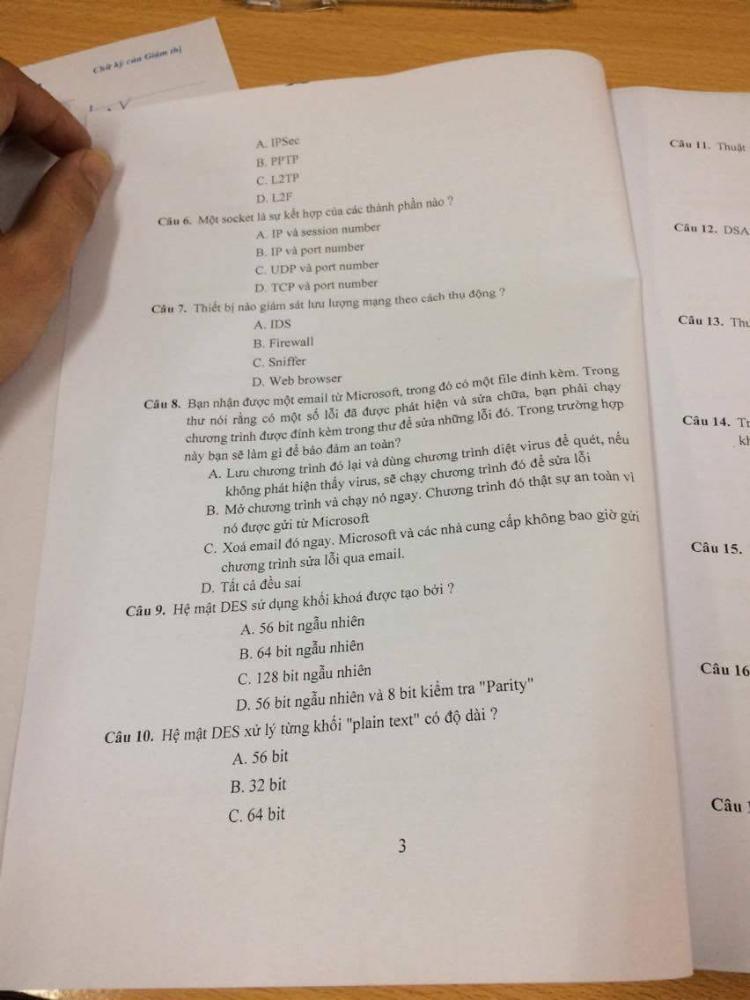 Chữ ký của Giám thị
A. IPSec
B. PPTP
C. L2TP
D. L2F
Câu 6. Một socket là sự kết hợp của các thành phần nào ?
A. IP và session number
B. IP và port number
C. UDP và port number
D. TCP và port number
Câu 7. Thiết bị nào giám sát lưu lượng mạng theo cách thụ động ?
A. IDS
B. Firewall
C. Sniffer
D. Web browser
Câu 8. Bạn nhận được một email từ Microsoft, trong đó có một file đính kèm. Trong
thư nói rằng có một số lỗi đã được phát hiện và sửa chữa, bạn phải chạy
chương trình được đính kèm trong thư để sửa những lỗi đó. Trong trường hợp
này bạn sẽ làm gì để bảo đảm an toàn?
A. Lưu chương trình đó lại và dùng chương trình diệt virus để quét, nếu
không phát hiện thấy virus, sẽ chạy chương trình đó để sửa lỗi
B. Mở chương trình và chạy nó ngay. Chương trình đó thật sự an toàn vì
nó được gửi từ Microsoft
C. Xoá email đó ngay. Microsoft và các nhà cung cấp không bao giờ gửi
chương trình sửa lỗi qua email.
D. Tất cả đều sai
Câu 9. Hệ mật DES sử dụng khối khoá được tạo bởi ?
A. 56 bit ngẫu nhiên
B. 64 bit ngẫu nhiên
C. 128 bit ngẫu nhiên
D. 56 bit ngẫu nhiên và 8 bit kiểm tra "Parity"
Câu 10. Hệ mật DES xử lý từng khối "plain text" có độ dài ?
A. 56 bit
B. 32 bit
C. 64 bit
3
Câu 11. Thuật
Câu 12. DSA
Câu 13.
Câu 14.
Câu 15.
Câu 16
Câu